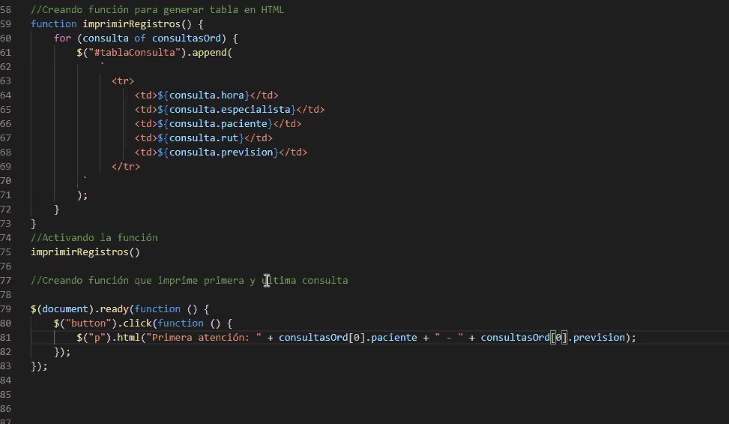 58 //Creando función para generar tabla en HTML
59 function imprimirRegistros() {
60 for (consulta of consultasOrd) {
61 $("#tablaConsulta").append(
62 `
63 <tr>
64 <td>${consulta.hora}</td>
65 <td>${consulta.especialista}</td>
66 <td>${consulta.paciente}</td>
67 <td>${consulta.rut}</td>
68 <td>${consulta.prevision}</td>
69 </tr>
70 `
71 );
72 }
73 }
74 //Activando la función
75 imprimirRegistros()
76
77 //Creando función que imprime primera y última consulta
78
79 $(document).ready(function () {
80 $("button").click(function () {
81 $("p").html("Primera atención: " + consultasOrd[0].paciente + " - " + consultasOrd[0].prevision);
82 });
83 });
84
85
86
87